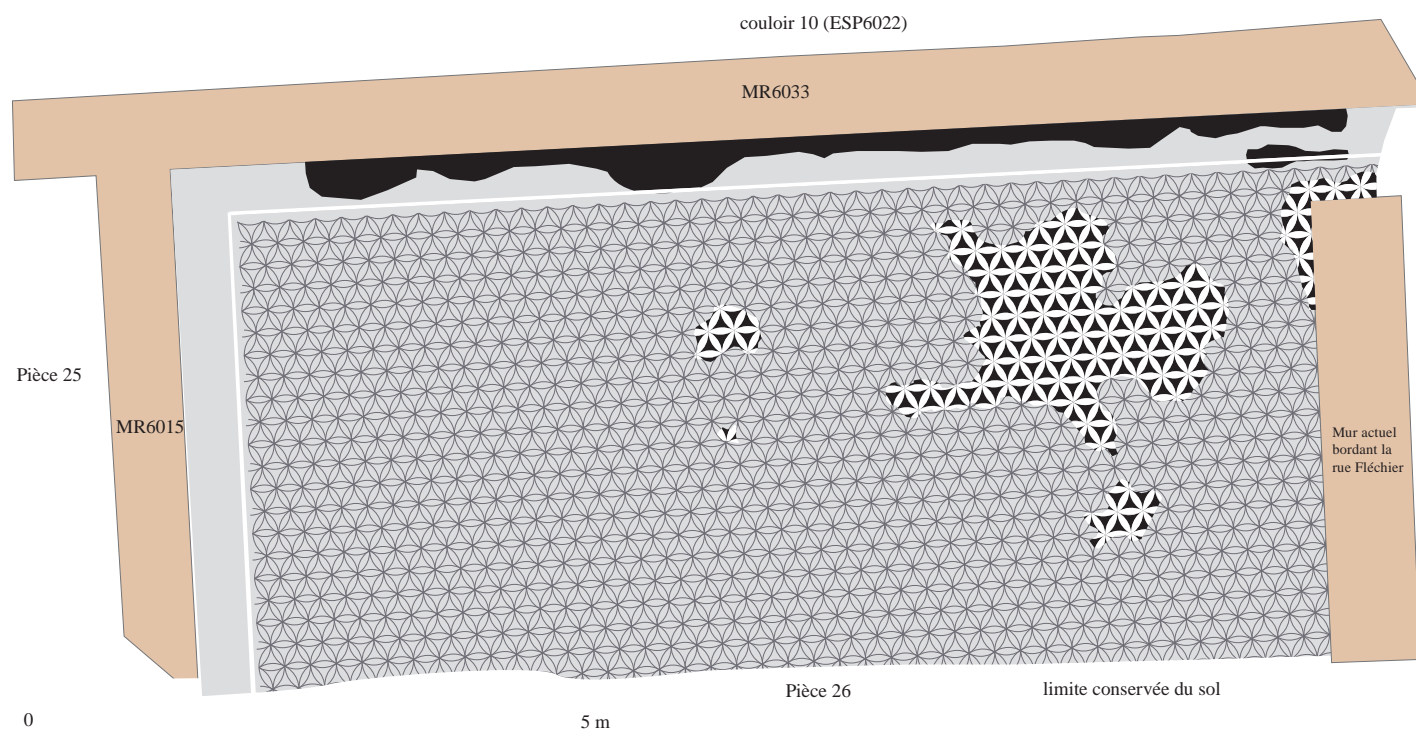 couloir 10 (ESP6022)
MR6033
Pièce 25
MR6015
Mur actuel
bordant la
rue Fléchier
Pièce 26
limite conservée du sol
0
5 m